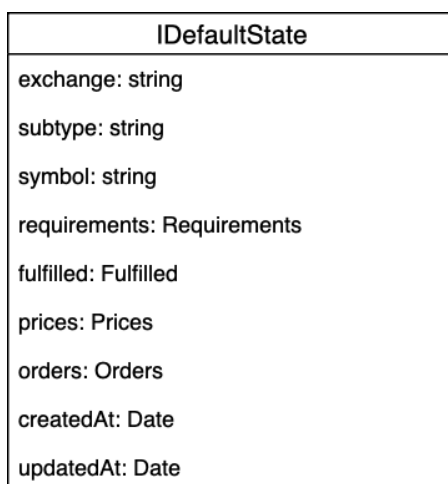 IDefaultState
exchange: string
subtype: string
symbol: string
requirements: Requirements
fulfilled: Fulfilled
prices: Prices
orders: Orders
createdAt: Date
updatedAt: Date